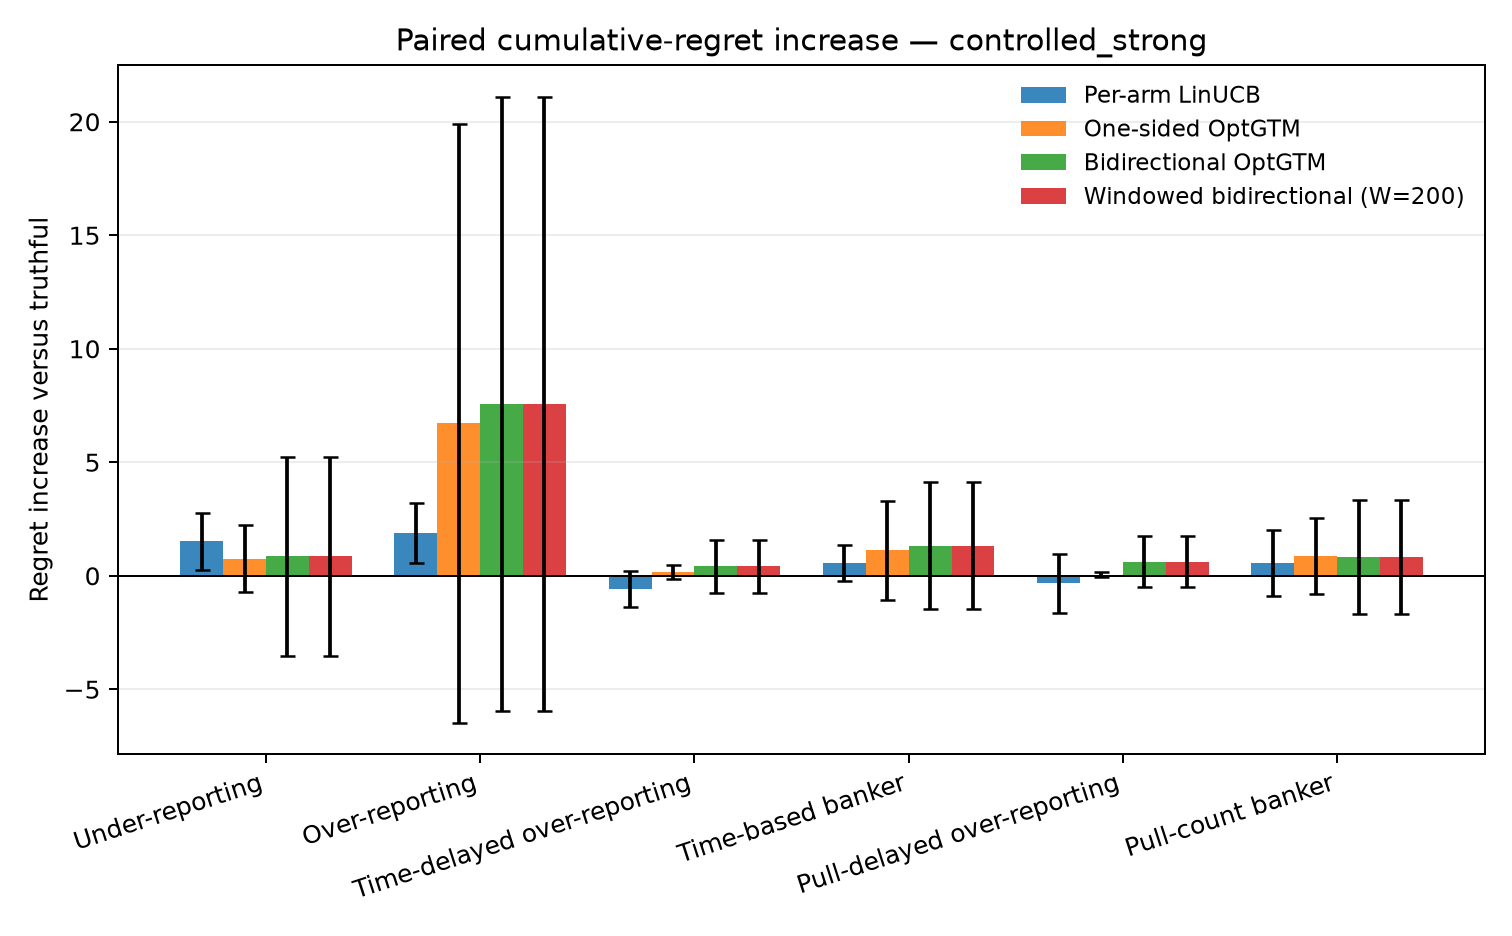 Paired cumulative-regret increase — controlled_strong
Per-arm LinUCB
One-sided OptGTM
Bidirectional OptGTM
Windowed bidirectional (W=200)
Regret increase versus truthful
20
15
10
5
0
−5
Under-reporting
Over-reporting
Time-delayed over-reporting
Time-based banker
Pull-delayed over-reporting
Pull-count banker